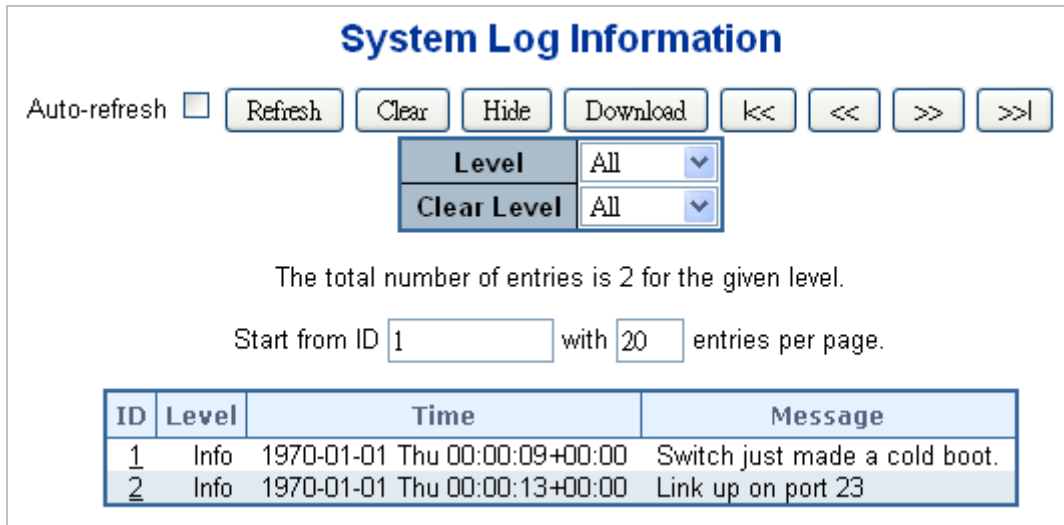 System Log Information
Auto-refresh Refresh Clear Hide Download |<< << >> >>|
Level All
Clear Level All
The total number of entries is 2 for the given level.
Start from ID 1 with 20 entries per page.
ID Level Time Message
1 Info 1970-01-01 Thu 00:00:09+00:00 Switch just made a cold boot.
2 Info 1970-01-01 Thu 00:00:13+00:00 Link up on port 23